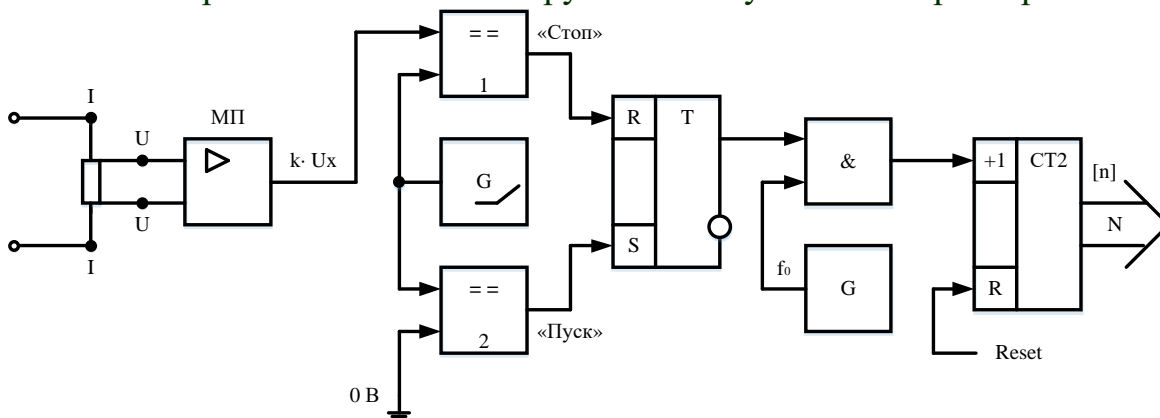 = =
1
«Стоп»
I
МП
U
k· Ux
U
I
G
= =
2
«Пуск»
0 В
R
T
S
&
f₀
G
+1
CT2
R
[n]
N
Reset